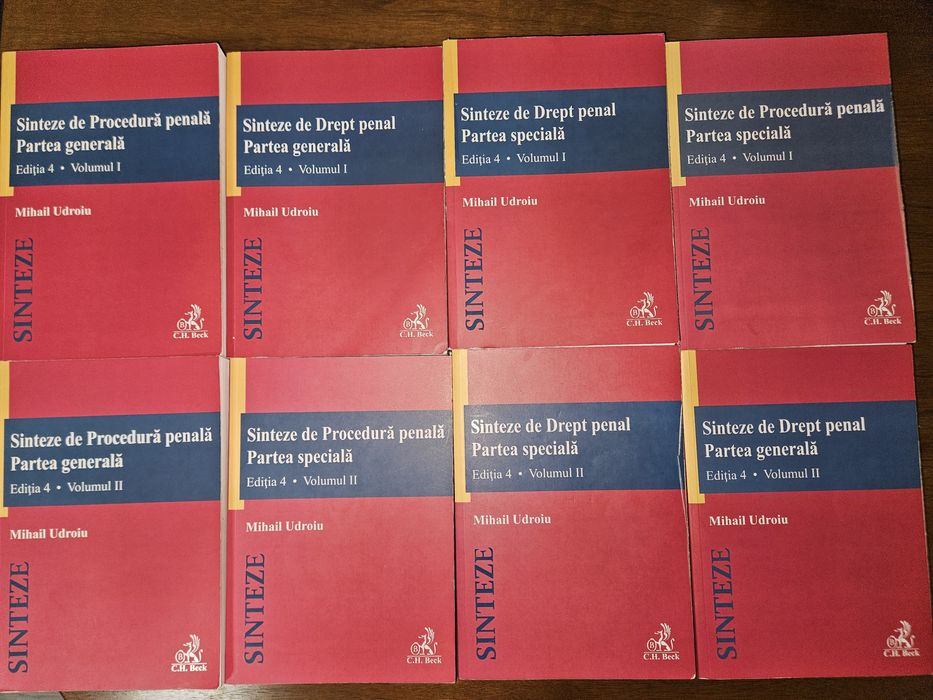 Sinteze de Procedură penală
Partea generală
Ediția 4 • Volumul I
Mihail Udroiu
SINTEZE
B
C.H. Beck
Sinteze de Drept penal
Partea generală
Ediția 4 • Volumul I
Mihail Udroiu
SINTEZE
B
C.H. Beck
Sinteze de Drept penal
Partea specială
Ediția 4 • Volumul I
Mihail Udroiu
SINTEZE
B
C.H. Beck
Sinteze de Procedură penală
Partea specială
Ediția 4 • Volumul I
Mihail Udroiu
SINTEZE
B
C.H. Beck
Sinteze de Procedură penală
Partea generală
Ediția 4 • Volumul II
Mihail Udroiu
SINTEZE
B
C.H. Beck
Sinteze de Procedură penală
Partea specială
Ediția 4 • Volumul II
Mihail Udroiu
SINTEZE
B
C.H. Beck
Sinteze de Drept penal
Partea specială
Ediția 4 • Volumul II
Mihail Udroiu
SINTEZE
B
C.H. Beck
Sinteze de Drept penal
Partea generală
Ediția 4 • Volumul II
Mihail Udroiu
SINTEZE
B
C.H. Beck